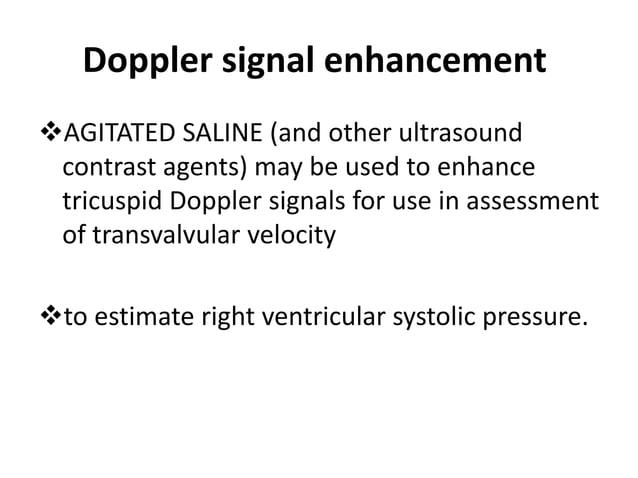 Doppler signal enhancement
❖AGITATED SALINE (and other ultrasound
contrast agents) may be used to enhance
tricuspid Doppler signals for use in assessment
of transvalvular velocity
❖to estimate right ventricular systolic pressure.